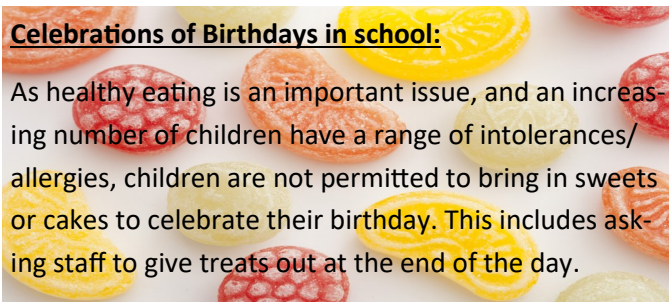 Celebrations of Birthdays in school:
As healthy eating is an important issue, and an increas-
ing number of children have a range of intolerances/
allergies, children are not permitted to bring in sweets
or cakes to celebrate their birthday. This includes ask-
ing staff to give treats out at the end of the day.